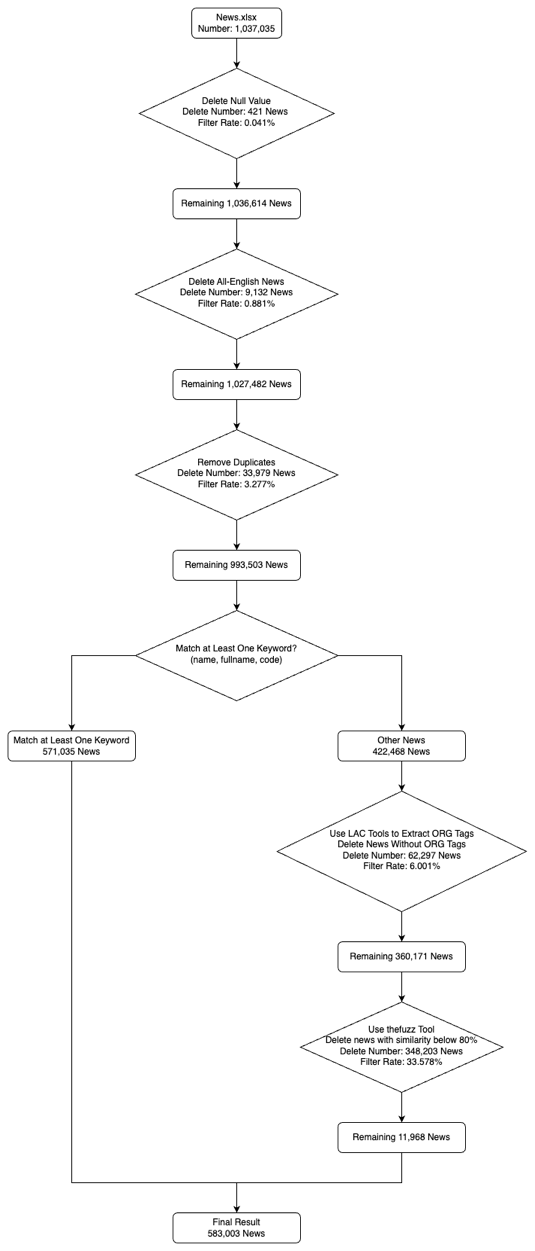 News.xlsx
Number: 1,037,035
Delete Null Value
Delete Number: 421 News
Filter Rate: 0.041%
Remaining 1,036,614 News
Delete All-English News
Delete Number: 9,132 News
Filter Rate: 0.881%
Remaining 1,027,482 News
Remove Duplicates
Delete Number: 33,979 News
Filter Rate: 3.277%
Remaining 993,503 News
Match at Least One Keyword?
(name, fullname, code)
Match at Least One Keyword
571,035 News
Other News
422,468 News
Use LAC Tools to Extract ORG Tags
Delete News Without ORG Tags
Delete Number: 62,297 News
Filter Rate: 6.001%
Remaining 360,171 News
Use thefuzz Tool
Delete news with similarity below 80%
Delete Number: 348,203 News
Filter Rate: 33.578%
Remaining 11,968 News
Final Result
583,003 News